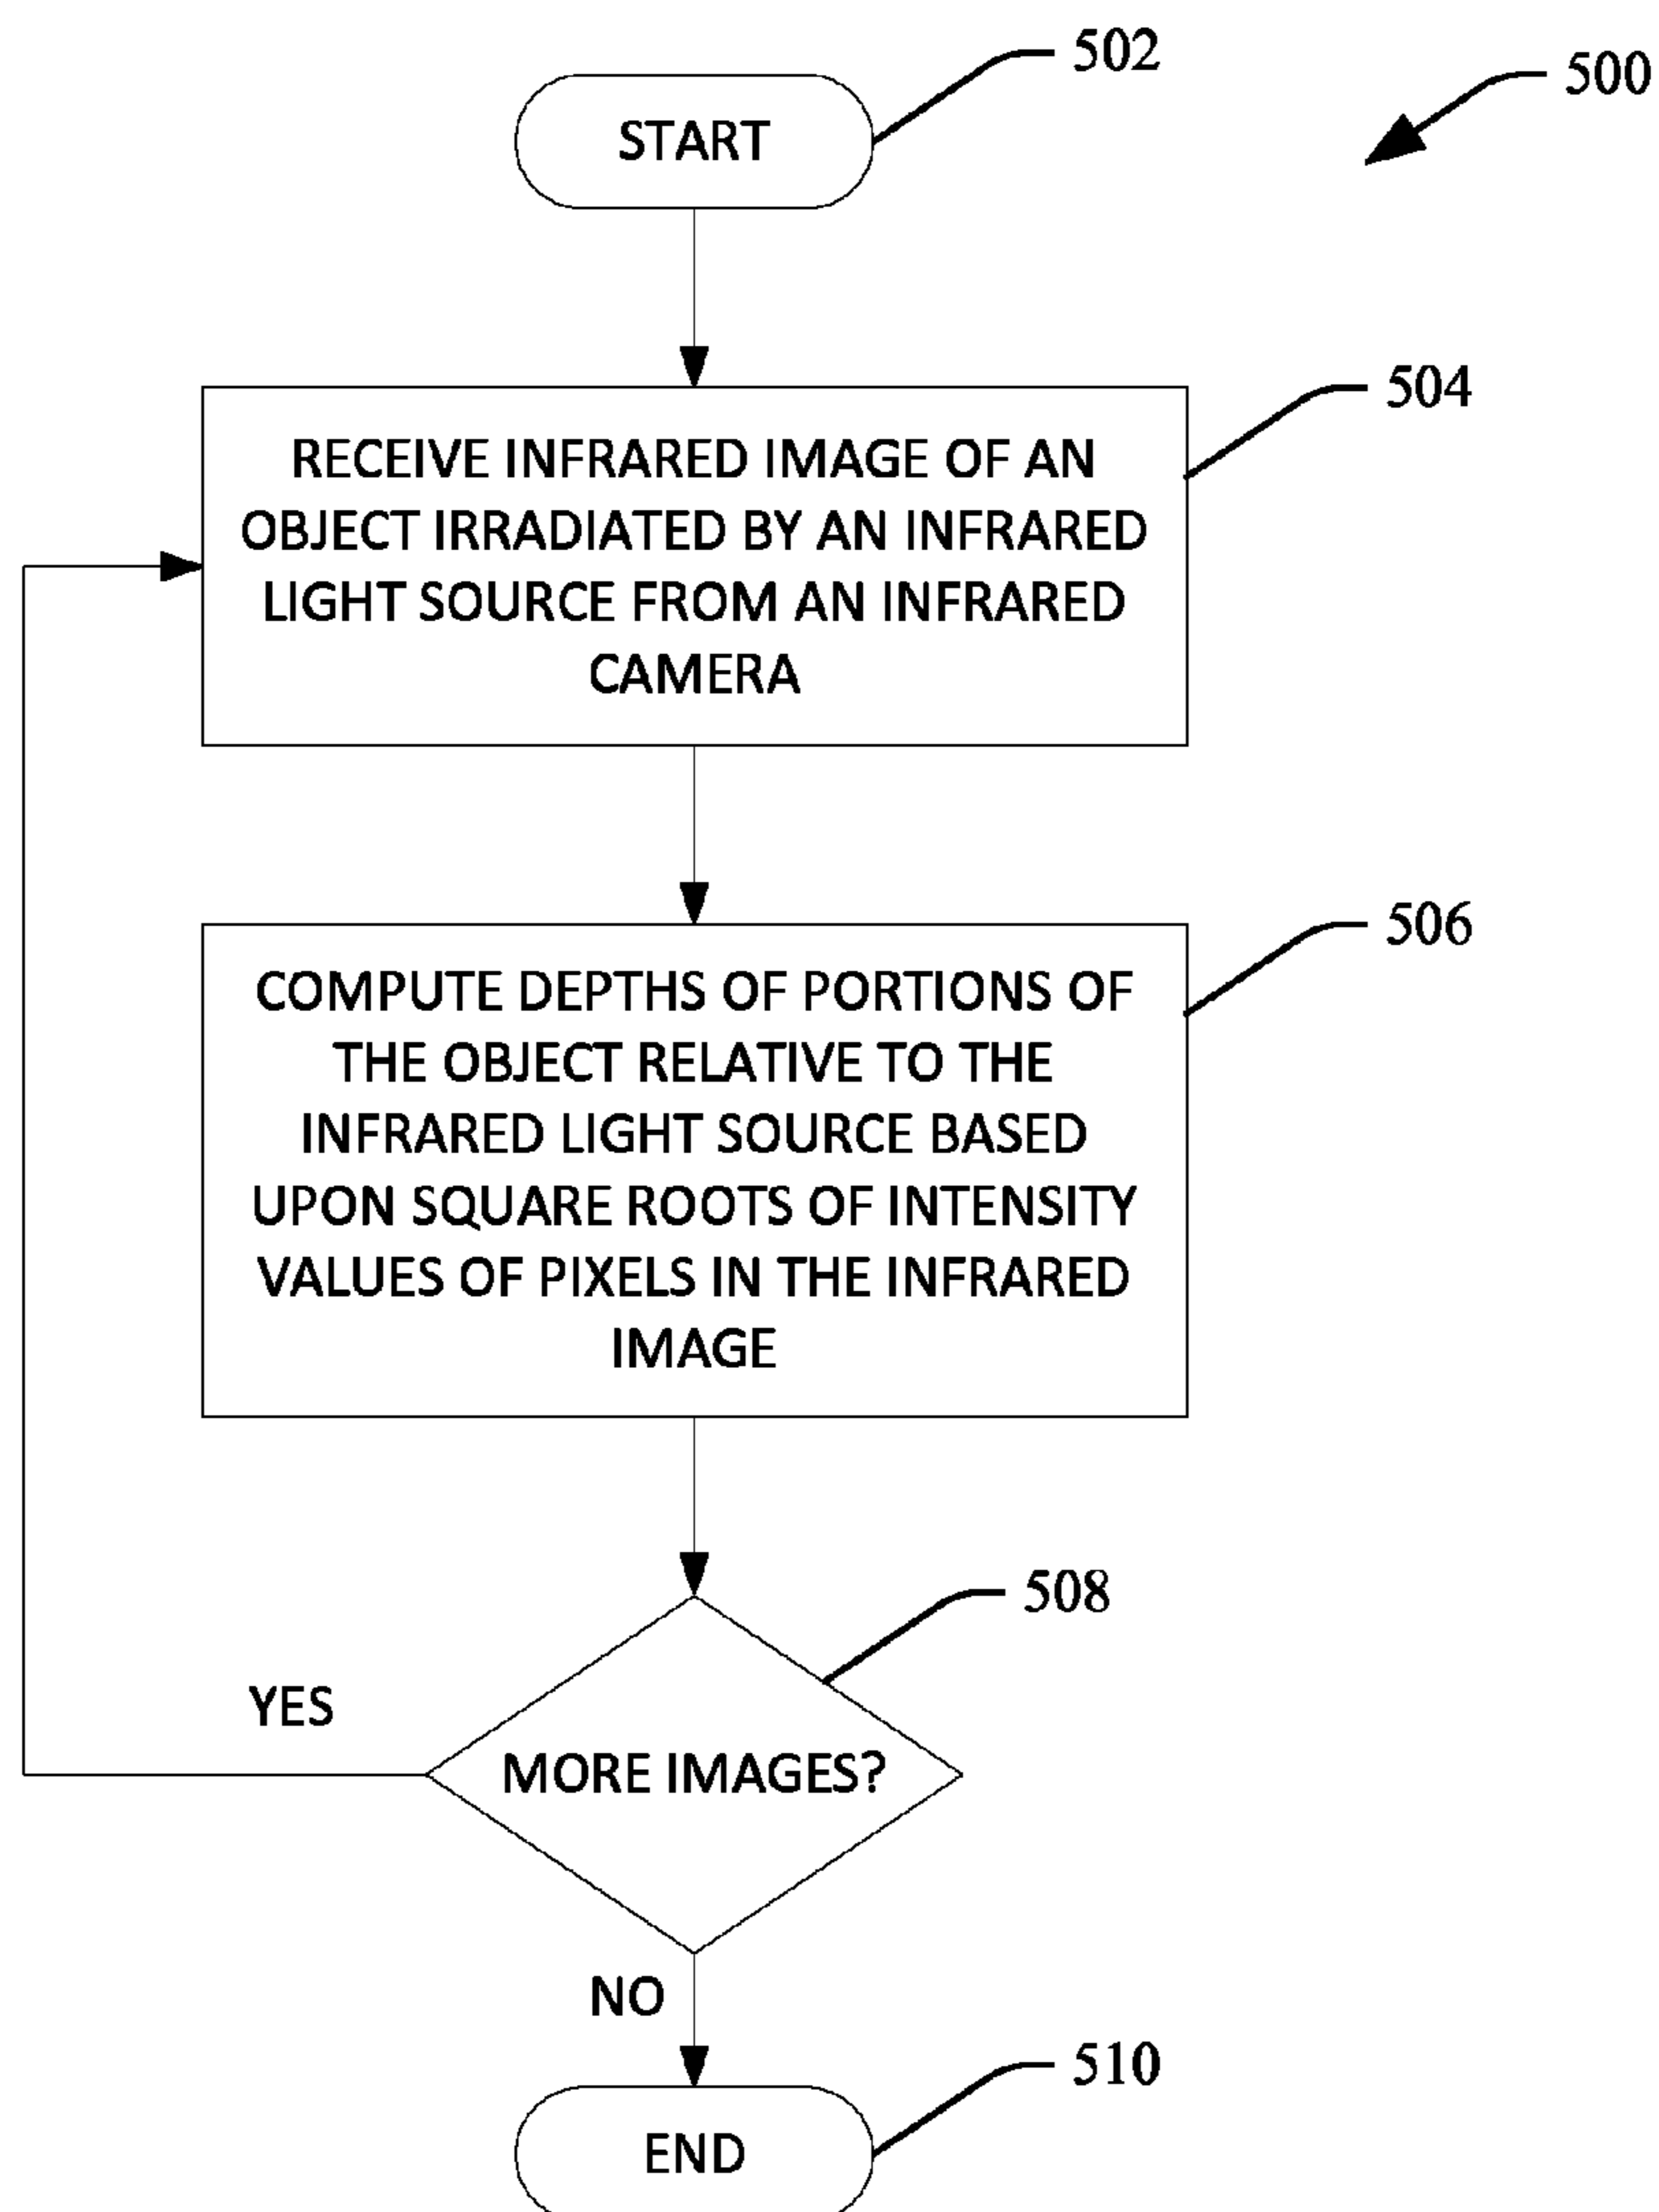 502
500
START
504
RECEIVE INFRARED IMAGE OF AN
OBJECT IRRADIATED BY AN INFRARED
LIGHT SOURCE FROM AN INFRARED
CAMERA
506
COMPUTE DEPTHS OF PORTIONS OF
THE OBJECT RELATIVE TO THE
INFRARED LIGHT SOURCE BASED
UPON SQUARE ROOTS OF INTENSITY
VALUES OF PIXELS IN THE INFRARED
IMAGE
508
YES
MORE IMAGES?
NO
510
END